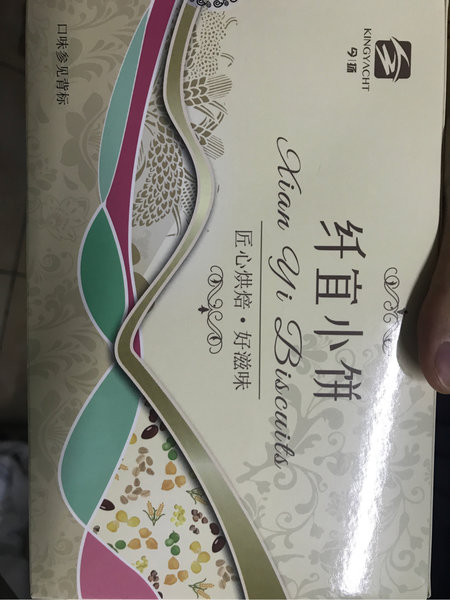 KINGYACHT
今扬
纤宜小饼
Xian Yi Biscuits
匠心烘焙·好滋味
口味参见背标